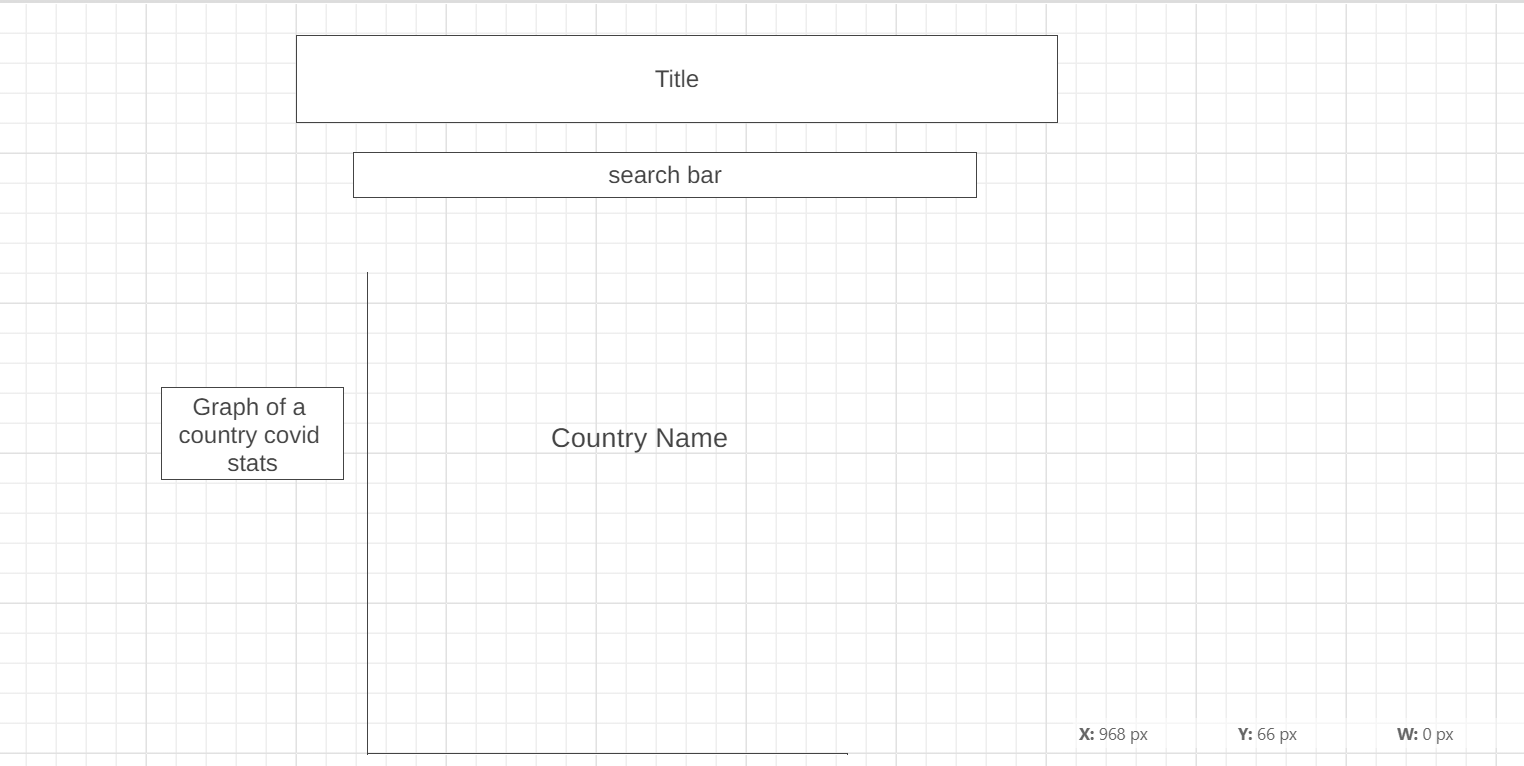 Title
search bar
Graph of a
country covid
stats
Country Name
X: 968 px Y: 66 px W: 0 px